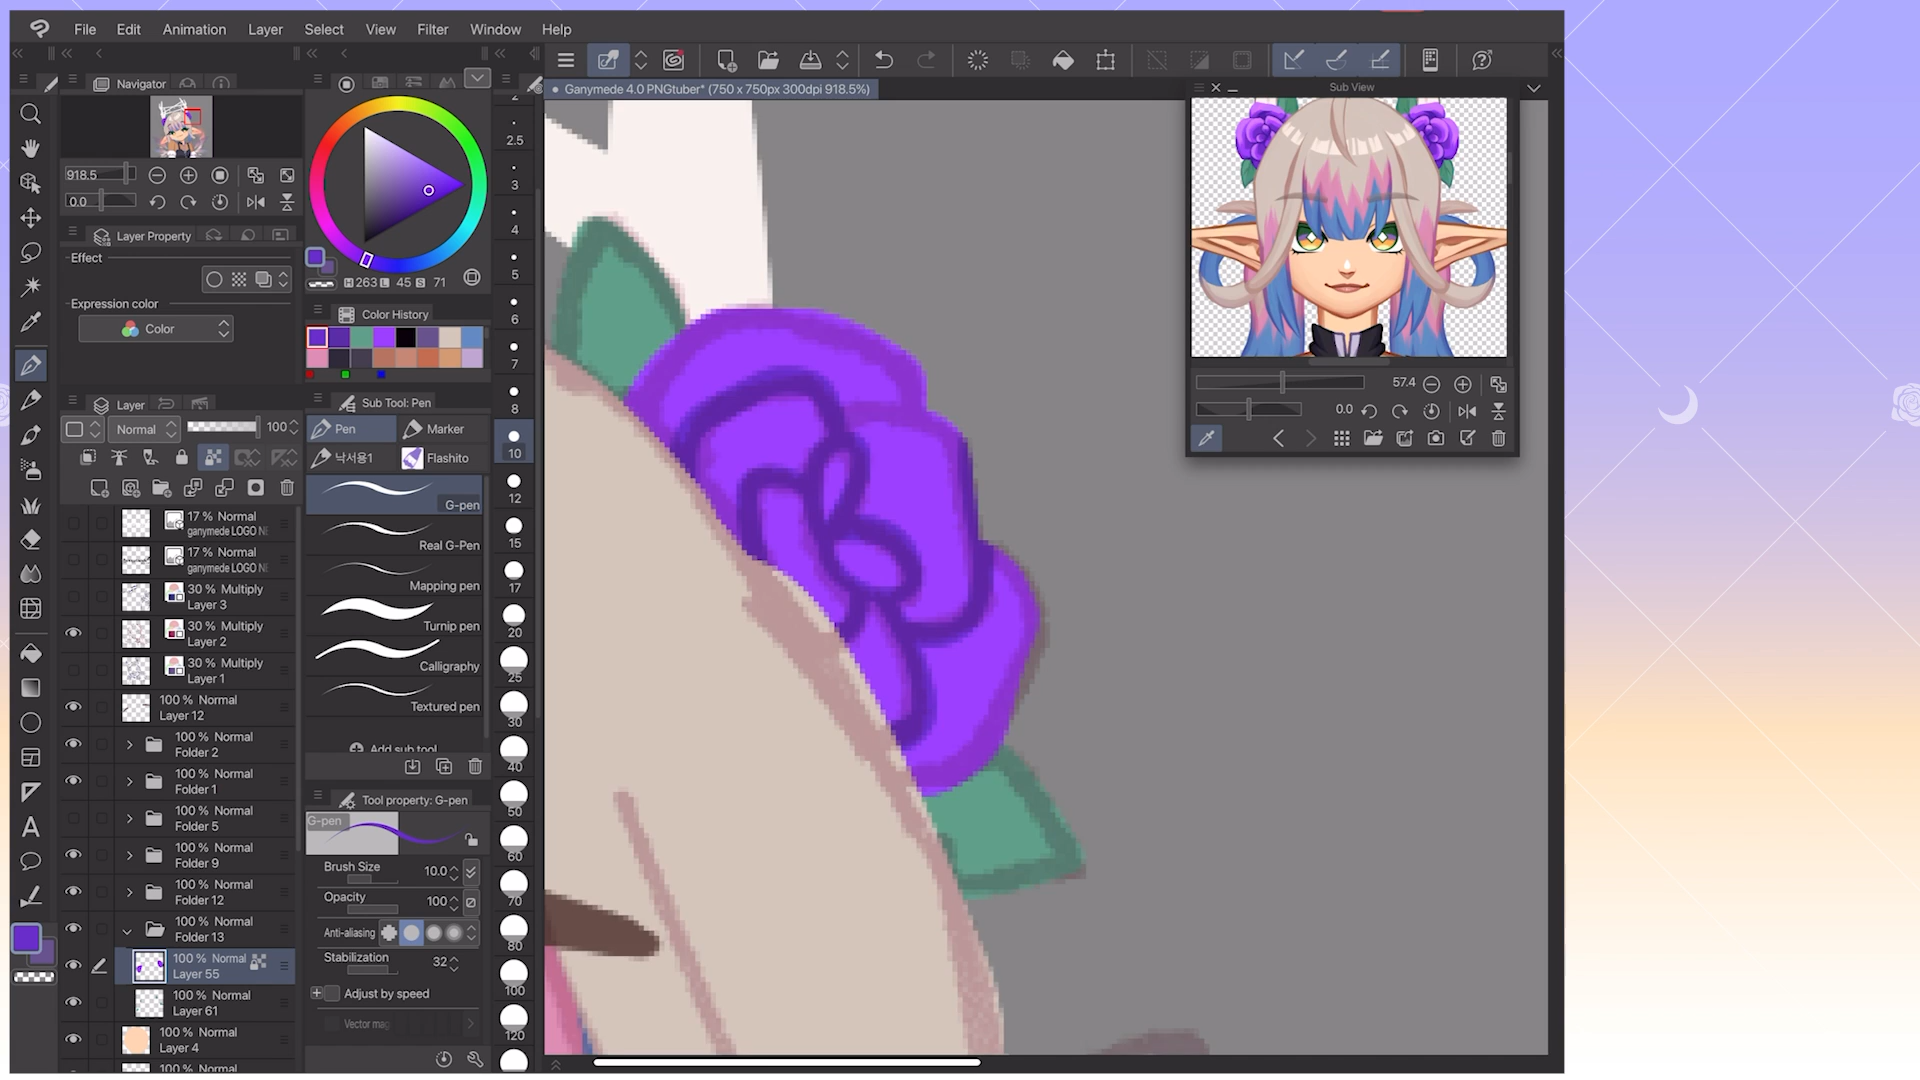 File Edit Animation Layer Select View Filter Window Help
Navigator
918.5
0.0
Layer Property
Effect
Expression color
Color
Layer
Normal
100
17 % Normal
ganymede LOGO NE
17 % Normal
ganymede LOGO NE
30 % Multiply
Layer 3
30 % Multiply
Layer 2
30 % Multiply
Layer 1
100 % Normal
Layer 12
100 % Normal
Folder 2
100 % Normal
Folder 1
100 % Normal
Folder 5
100 % Normal
Folder 9
100 % Normal
Folder 12
100 % Normal
Folder 13
100 % Normal
Layer 55
100 % Normal
Layer 61
100 % Normal
Layer 4
100 % Normal
H 263 L 45 S 71
Color History
Sub Tool: Pen
Pen
Marker
낙서용1
Flashito
G-pen
Real G-Pen
Mapping pen
Turnip pen
Calligraphy
Textured pen
Add sub tool
Tool property: G-pen
G-pen
Brush Size 10.0
Opacity 100
Anti-aliasing
Stabilization 32
Adjust by speed
Vector mag
2
2.5
3
4
5
6
7
8
10
12
15
17
20
25
30
40
50
60
70
80
100
120
Ganymede 4.0 PNGtuber* (750 x 750px 300dpi 918.5%)
Sub View
57.4
0.0